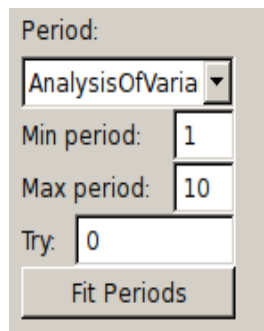 Period:
AnalysisOfVaria
Min period: 1
Max period: 10
Try: 0
Fit Periods